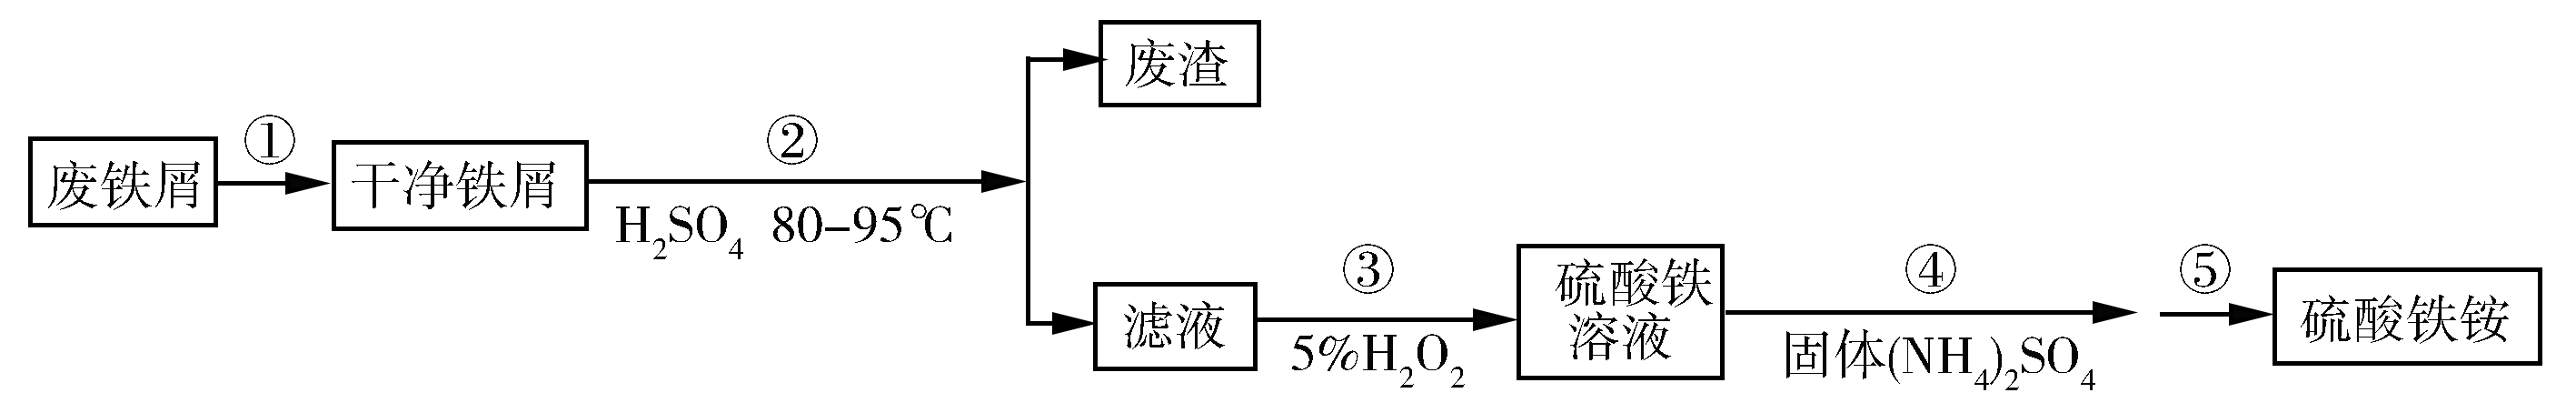 废渣
①
②
废铁屑
干净铁屑
H₂SO₄ 80–95℃
③
④
⑤
滤液
5%H₂O₂
硫酸铁
溶液
固体(NH₄)₂SO₄
硫酸铁铵